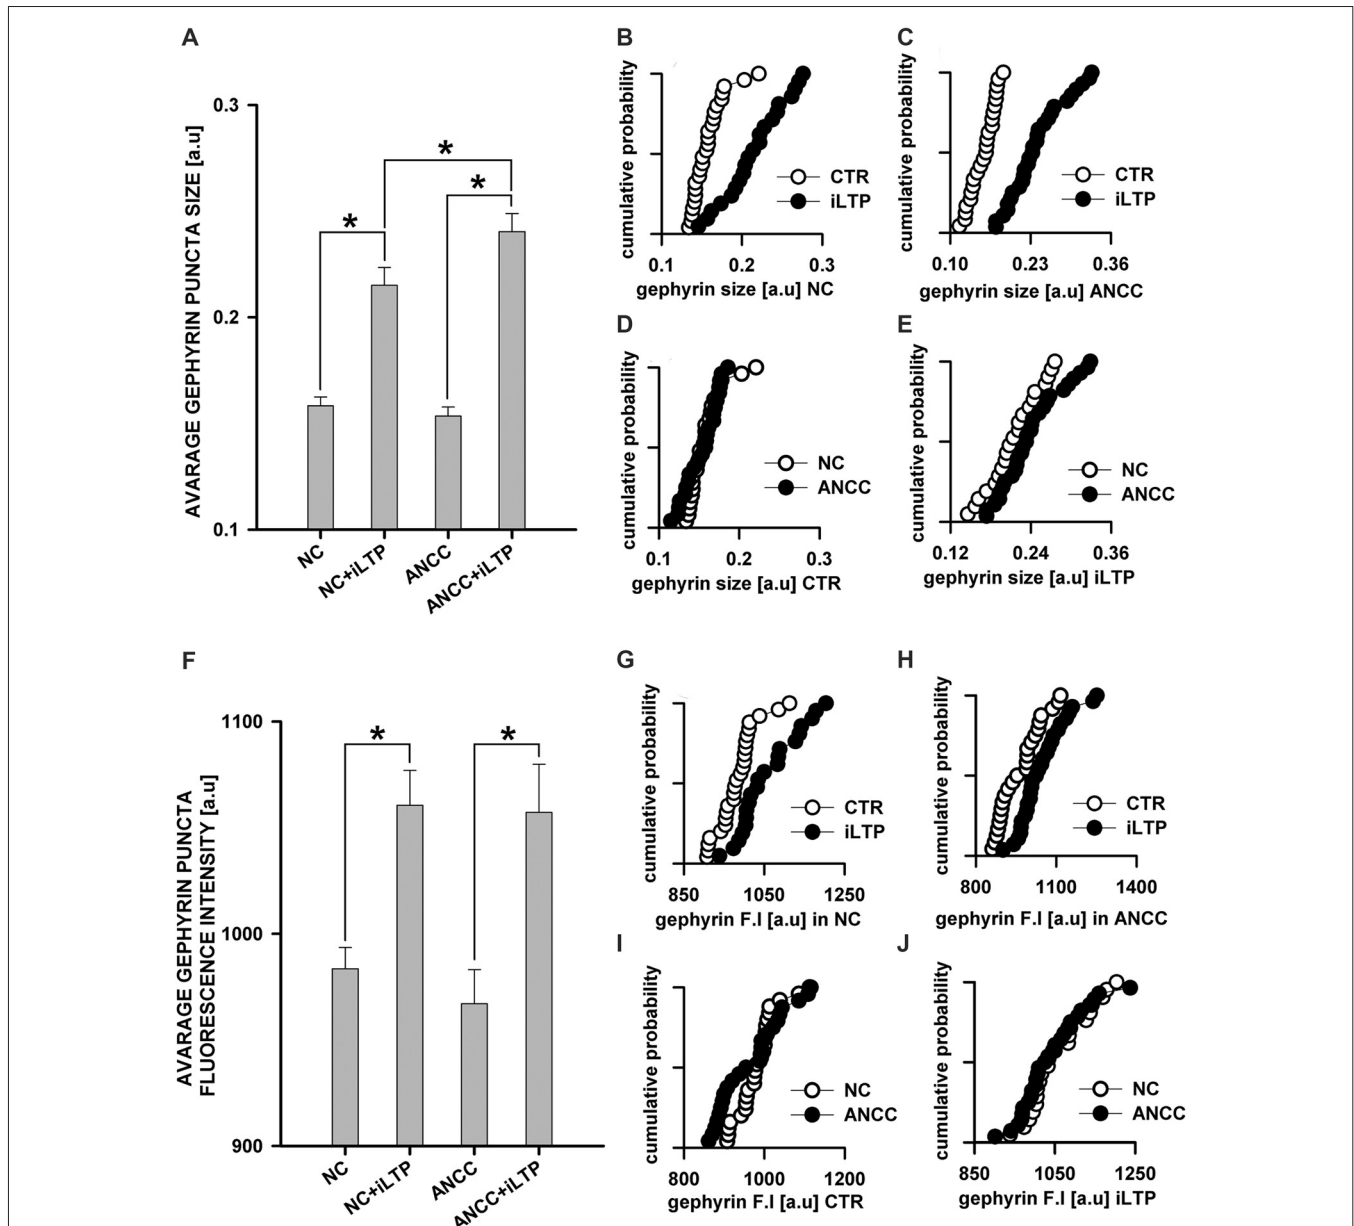 A
AVARAGE GEPHYRIN PUNCTA SIZE [a.u]
0.3
0.2
0.1
*
*
*
NC
NC+iLTP
ANCC
ANCC+iLTP
B
cumulative probability
CTR
iLTP
0.1 0.2 0.3
gephyrin size [a.u] NC
C
cumulative probability
CTR
iLTP
0.10 0.23 0.36
gephyrin size [a.u] ANCC
D
cumulative probability
NC
ANCC
0.1 0.2 0.3
gephyrin size [a.u] CTR
E
cumulative probability
NC
ANCC
0.12 0.24 0.36
gephyrin size [a.u] iLTP
F
AVARAGE GEPHYRIN PUNCTA
FLUORESCENCE INTENSITY [a.u]
1100
1000
900
*
*
NC
NC+iLTP
ANCC
ANCC+iLTP
G
cumulative probability
CTR
iLTP
850 1050 1250
gephyrin F.I [a.u] in NC
H
cumulative probability
CTR
iLTP
800 1100 1400
gephyrin F.I [a.u] in ANCC
I
cumulative probability
NC
ANCC
800 1000 1200
gephyrin F.I [a.u] CTR
J
cumulative probability
NC
ANCC
850 1050 1250
gephyrin F.I [a.u] iLTP